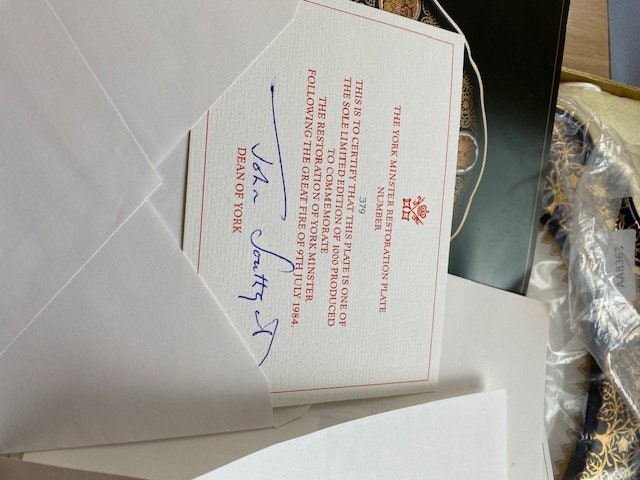 THE YORK MINSTER RESTORATION PLATE
NUMBER
379
THIS IS TO CERTIFY THAT THIS PLATE IS ONE OF
THE SOLE LIMITED EDITION OF 1000 PRODUCED
TO COMMEMORATE
THE RESTORATION OF YORK MINSTER
FOLLOWING THE GREAT FIRE OF 9TH JULY 1984.
John Southgate
DEAN OF YORK